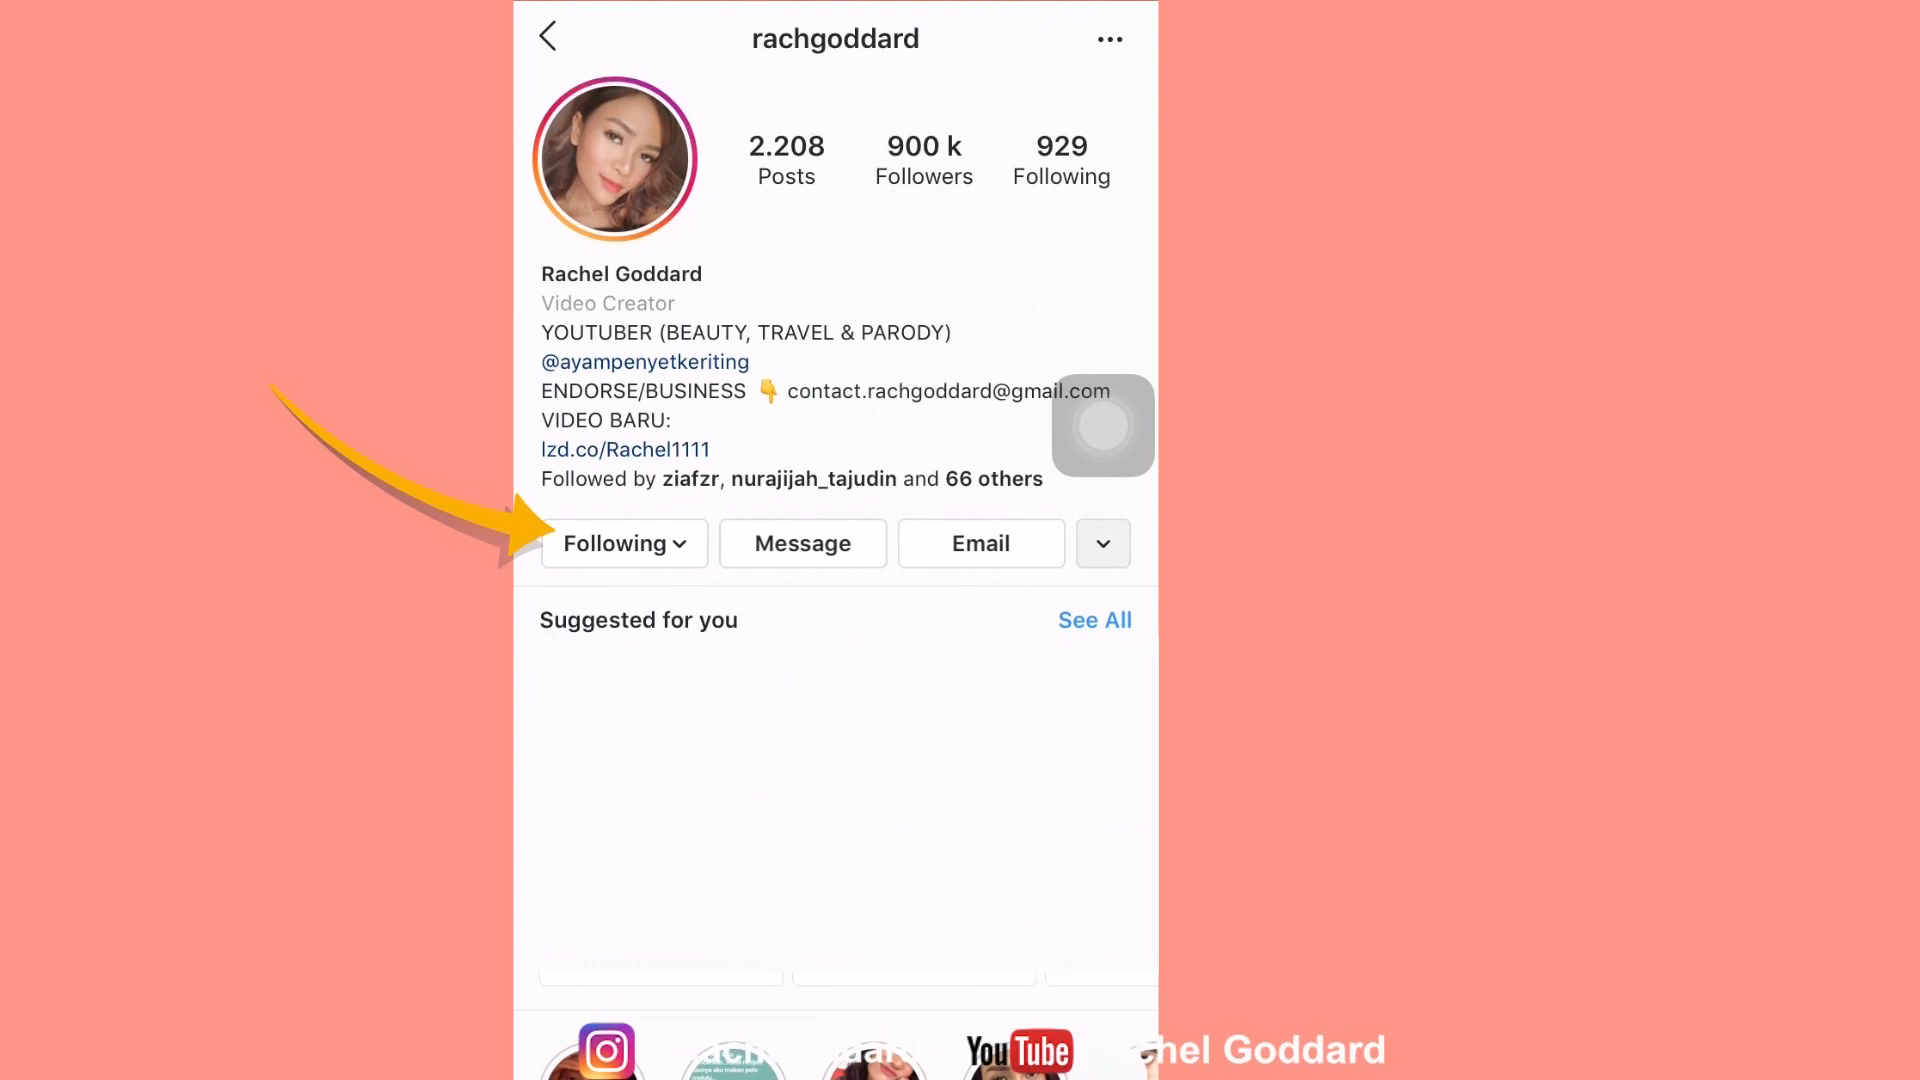 rachgoddard
2.208 900 k 929
Posts Followers Following
Rachel Goddard
Video Creator
YOUTUBER (BEAUTY, TRAVEL & PARODY)
@ayampenyetkeriting
ENDORSE/BUSINESS 👇 contact.rachgoddard@gmail.com
VIDEO BARU:
lzd.co/Rachel1111
Followed by ziafzr, nurajijah_tajudin and 66 others
Following Message Email
Suggested for you See All
YouTube hel Goddard